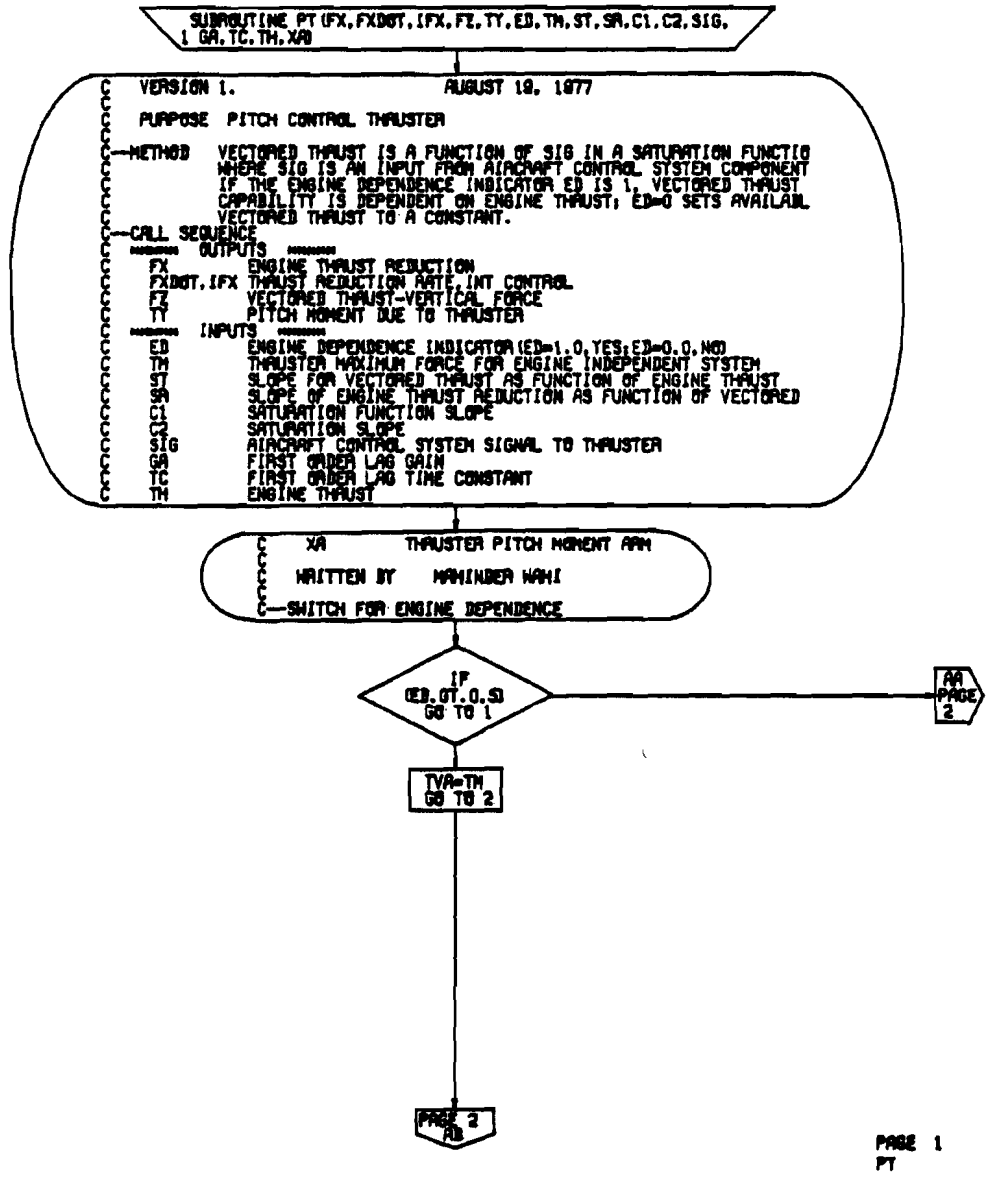 SUBROUTINE PT (FX,FXDOT,IFX,FZ,TY,ED,TM,ST,SR,C1,C2,SIG,
1 GA,TC,TH,XA)
C VERSION 1. AUGUST 19, 1977
C
C PURPOSE PITCH CONTROL THRUSTER
C
C--METHOD VECTORED THRUST IS A FUNCTION OF SIG IN A SATURATION FUNCTIO
C WHERE SIG IS AN INPUT FROM AIRCRAFT CONTROL SYSTEM COMPONENT
C IF THE ENGINE DEPENDENCE INDICATOR ED IS 1, VECTORED THRUST
C CAPABILITY IS DEPENDENT ON ENGINE THRUST; ED=0 SETS AVAILABL
C VECTORED THRUST TO A CONSTANT.
C--CALL SEQUENCE
C ******* OUTPUTS *******
C FX ENGINE THRUST REDUCTION
C FXDOT,IFX THRUST REDUCTION RATE,INT CONTROL
C FZ VECTORED THRUST-VERTICAL FORCE
C TY PITCH MOMENT DUE TO THRUSTER
C ******* INPUTS *******
C ED ENGINE DEPENDENCE INDICATOR(ED=1.0,YES;ED=0.0,NO)
C TM THRUSTER MAXIMUM FORCE FOR ENGINE INDEPENDENT SYSTEM
C ST SLOPE FOR VECTORED THRUST AS FUNCTION OF ENGINE THRUST
C SR SLOPE OF ENGINE THRUST REDUCTION AS FUNCTION OF VECTORED
C C1 SATURATION FUNCTION SLOPE
C C2 SATURATION SLOPE
C SIG AIRCRAFT CONTROL SYSTEM SIGNAL TO THRUSTER
C GA FIRST ORDER LAG GAIN
C TC FIRST ORDER LAG TIME CONSTANT
C TH ENGINE THRUST
C XA THRUSTER PITCH MOMENT ARM
C
C WRITTEN BY MAHINDER WAHI
C
C--SWITCH FOR ENGINE DEPENDENCE
IF
(ED.GT.0.5)
GO TO 1
AA
PAGE
2
TVA=TM
GO TO 2
PAGE 2
AB
PAGE 1
PT